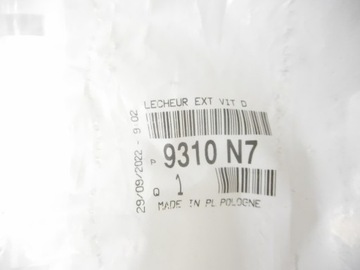 LECHEUR EXT VIT D
29/09/2022 - 9 02
P 9310 N7
Q 1
MADE IN PL POLOGNE